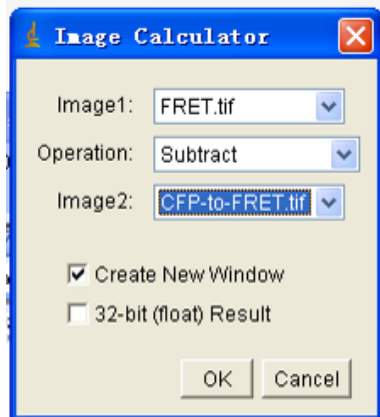 Image Calculator
Image1: FRET.tif
Operation: Subtract
Image2: CFP-to-FRET.tif
Create New Window
32-bit (float) Result
OK Cancel